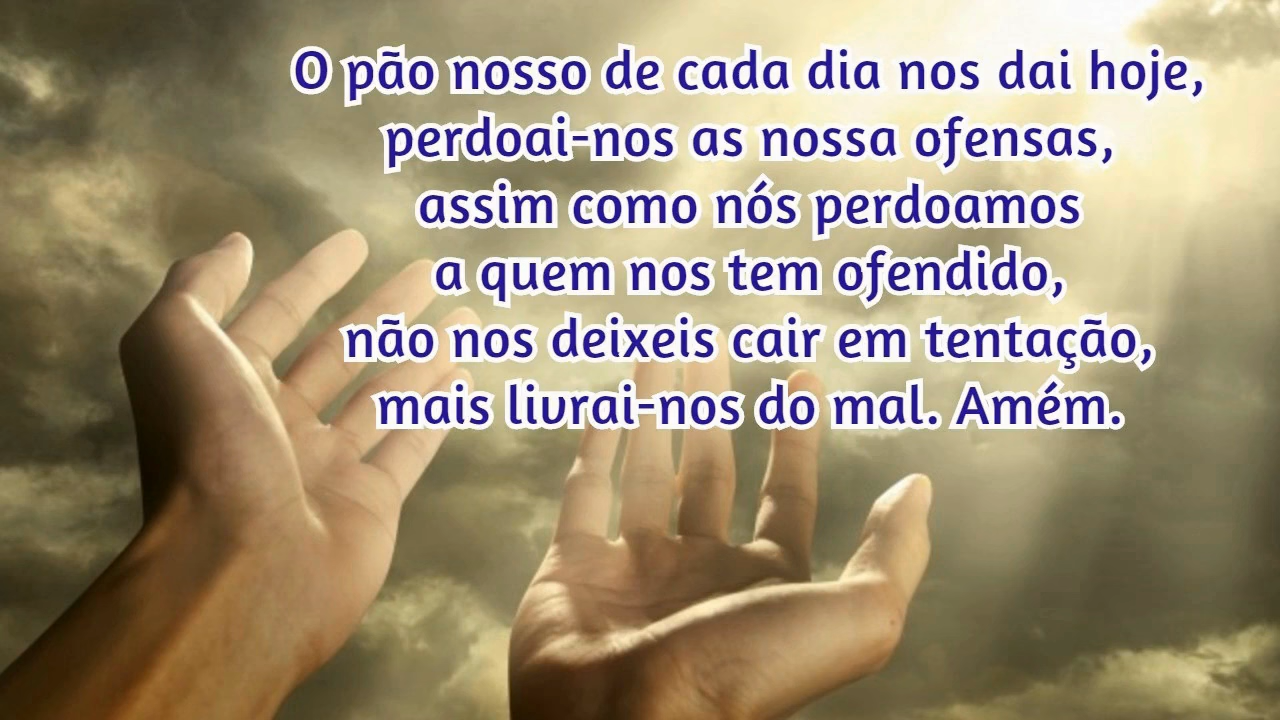 O pão nosso de cada dia nos dai hoje,
perdoai-nos as nossa ofensas,
assim como nós perdoamos
a quem nos tem ofendido,
não nos deixeis cair em tentação,
mais livrai-nos do mal. Amém.